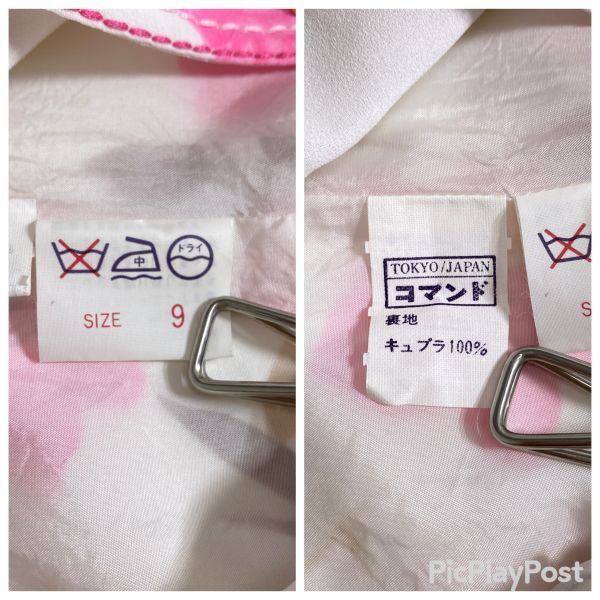 中
ドライ
SIZE 9
TOKYO/JAPAN
コマンド
裏地
キュプラ100%
S
PicPlayPost